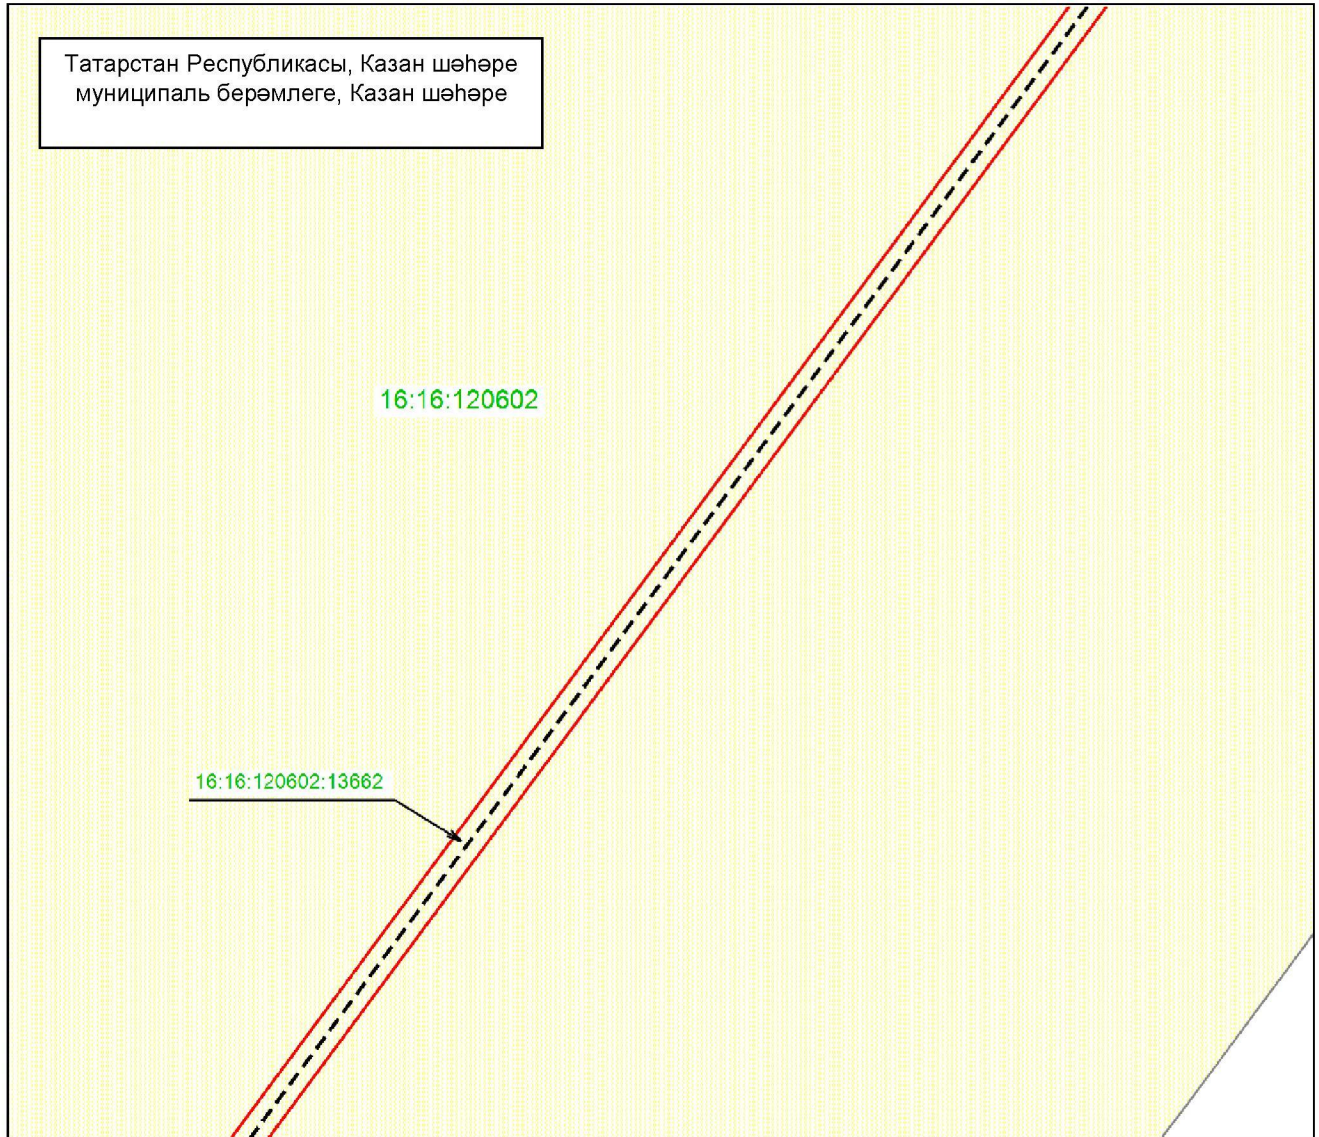 Татарстан Республикасы, Казан шәһәре
муниципаль берәмлеге, Казан шәһәре
16:16:120602
16:16:120602:13662